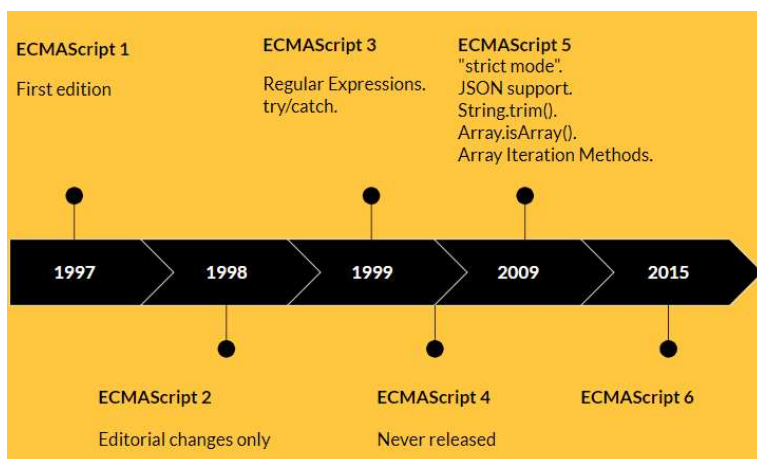 ECMAScript 1
First edition
ECMAScript 3
Regular Expressions.
try/catch.
ECMAScript 5
"strict mode".
JSON support.
String.trim().
Array.isArray().
Array Iteration Methods.
1997
1998
1999
2009
2015
ECMAScript 2
Editorial changes only
ECMAScript 4
Never released
ECMAScript 6